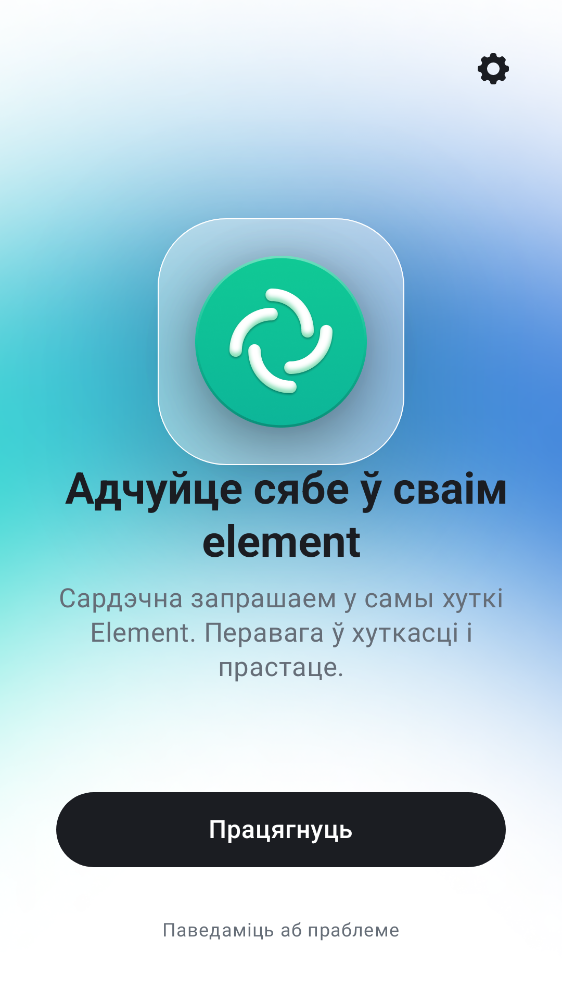 Адчуйце сябе ў сваім
element
Сардэчна запрашаем у самы хуткі
Element. Перавага ў хуткасці і
прастаце.
Працягнуць
Паведаміць аб праблеме